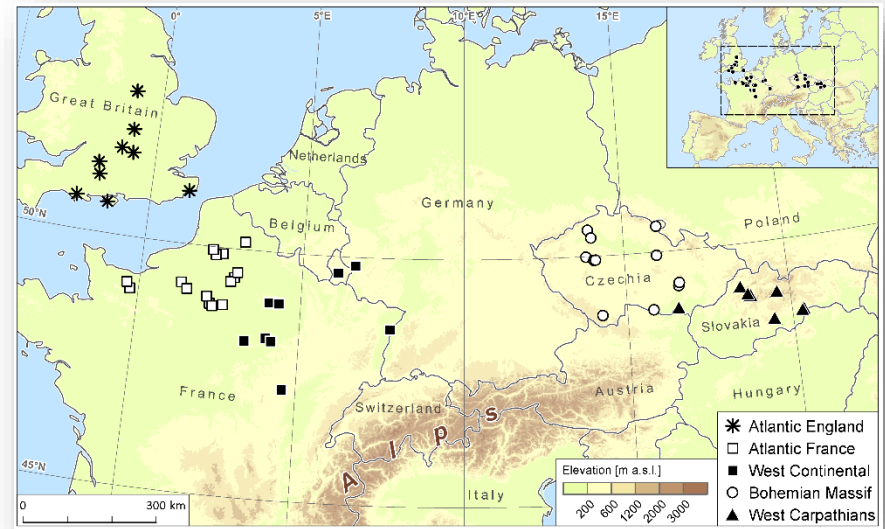 0°
5°E
10°E
15°E
Great Britain
Netherlands
50°N
Belgium
Germany
Poland
Czechia
Slovakia
France
Switzerland
Austria
Hungary
Alps
45°N
Italy
0 300 km
Elevation [m a.s.l.]
200 600 1200 2000 3000
Atlantic England
Atlantic France
West Continental
Bohemian Massif
West Carpathians